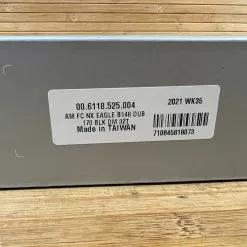 00.6118.525.004
2021 WK35
AM FC NX EAGLE B148 DUB
170 BLK DM 32T
Made in TAIWAN
710845818073